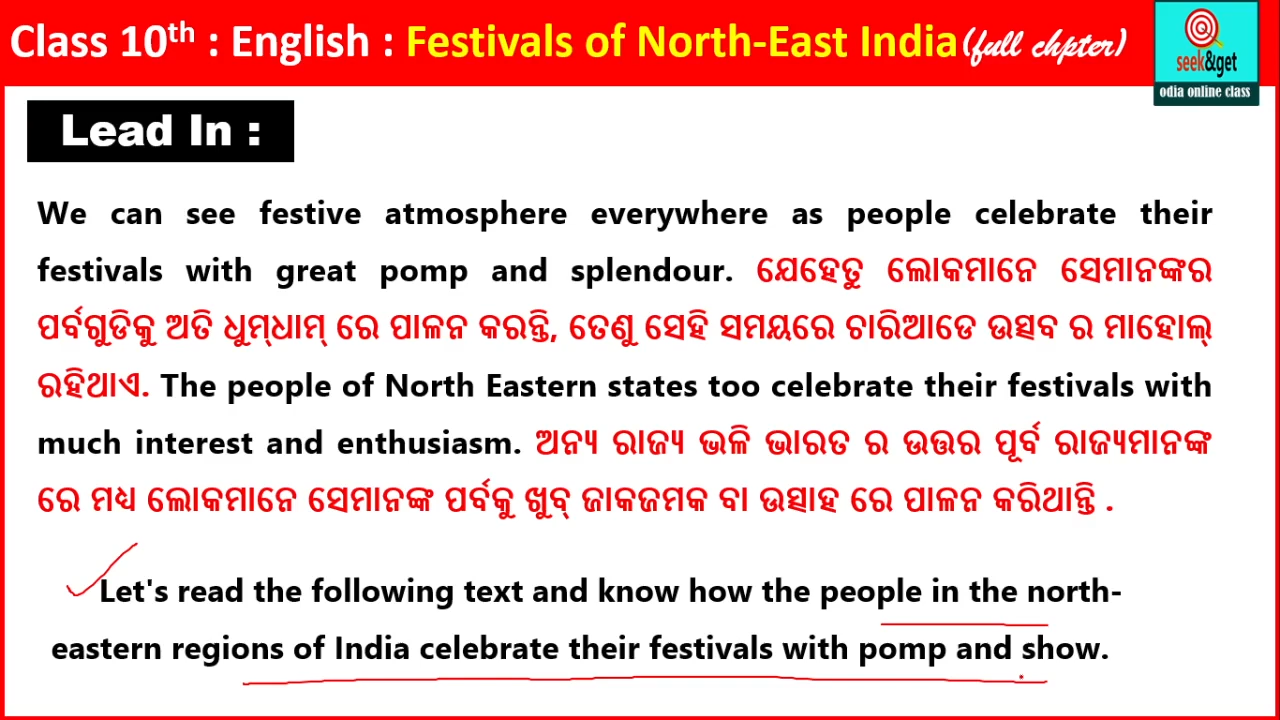 Class 10th : English : Festivals of North-East India (full chpter)
seek&get
odia online class
Lead In :
We can see festive atmosphere everywhere as people celebrate their
festivals with great pomp and splendour. ଯେହେତୁ ଲୋକମାନେ ସେମାନଙ୍କର
ପର୍ବଗୁଡିକୁ ଅତି ଧୁମ୍‌ଧାମ୍ ରେ ପାଳନ କରନ୍ତି, ତେଣୁ ସେହି ସମୟରେ ଚାରିଆଡେ ଉତ୍ସବ ର ମାହୋଲ୍
ରହିଥାଏ. The people of North Eastern states too celebrate their festivals with
much interest and enthusiasm. ଅନ୍ୟ ରାଜ୍ୟ ଭଳି ଭାରତ ର ଉତ୍ତର ପୂର୍ବ ରାଜ୍ୟମାନଙ୍କ
ରେ ମଧ୍ୟ ଲୋକମାନେ ସେମାନଙ୍କ ପର୍ବକୁ ଖୁବ୍ ଜାକଜମକ ବା ଉତ୍ସାହ ରେ ପାଳନ କରିଥାନ୍ତି .
Let's read the following text and know how the people in the north-
eastern regions of India celebrate their festivals with pomp and show.